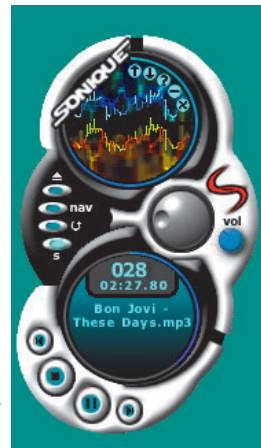 SONIQUE
nav
vol
s
028
02:27.80
Bon Jovi -
These Days.mp3